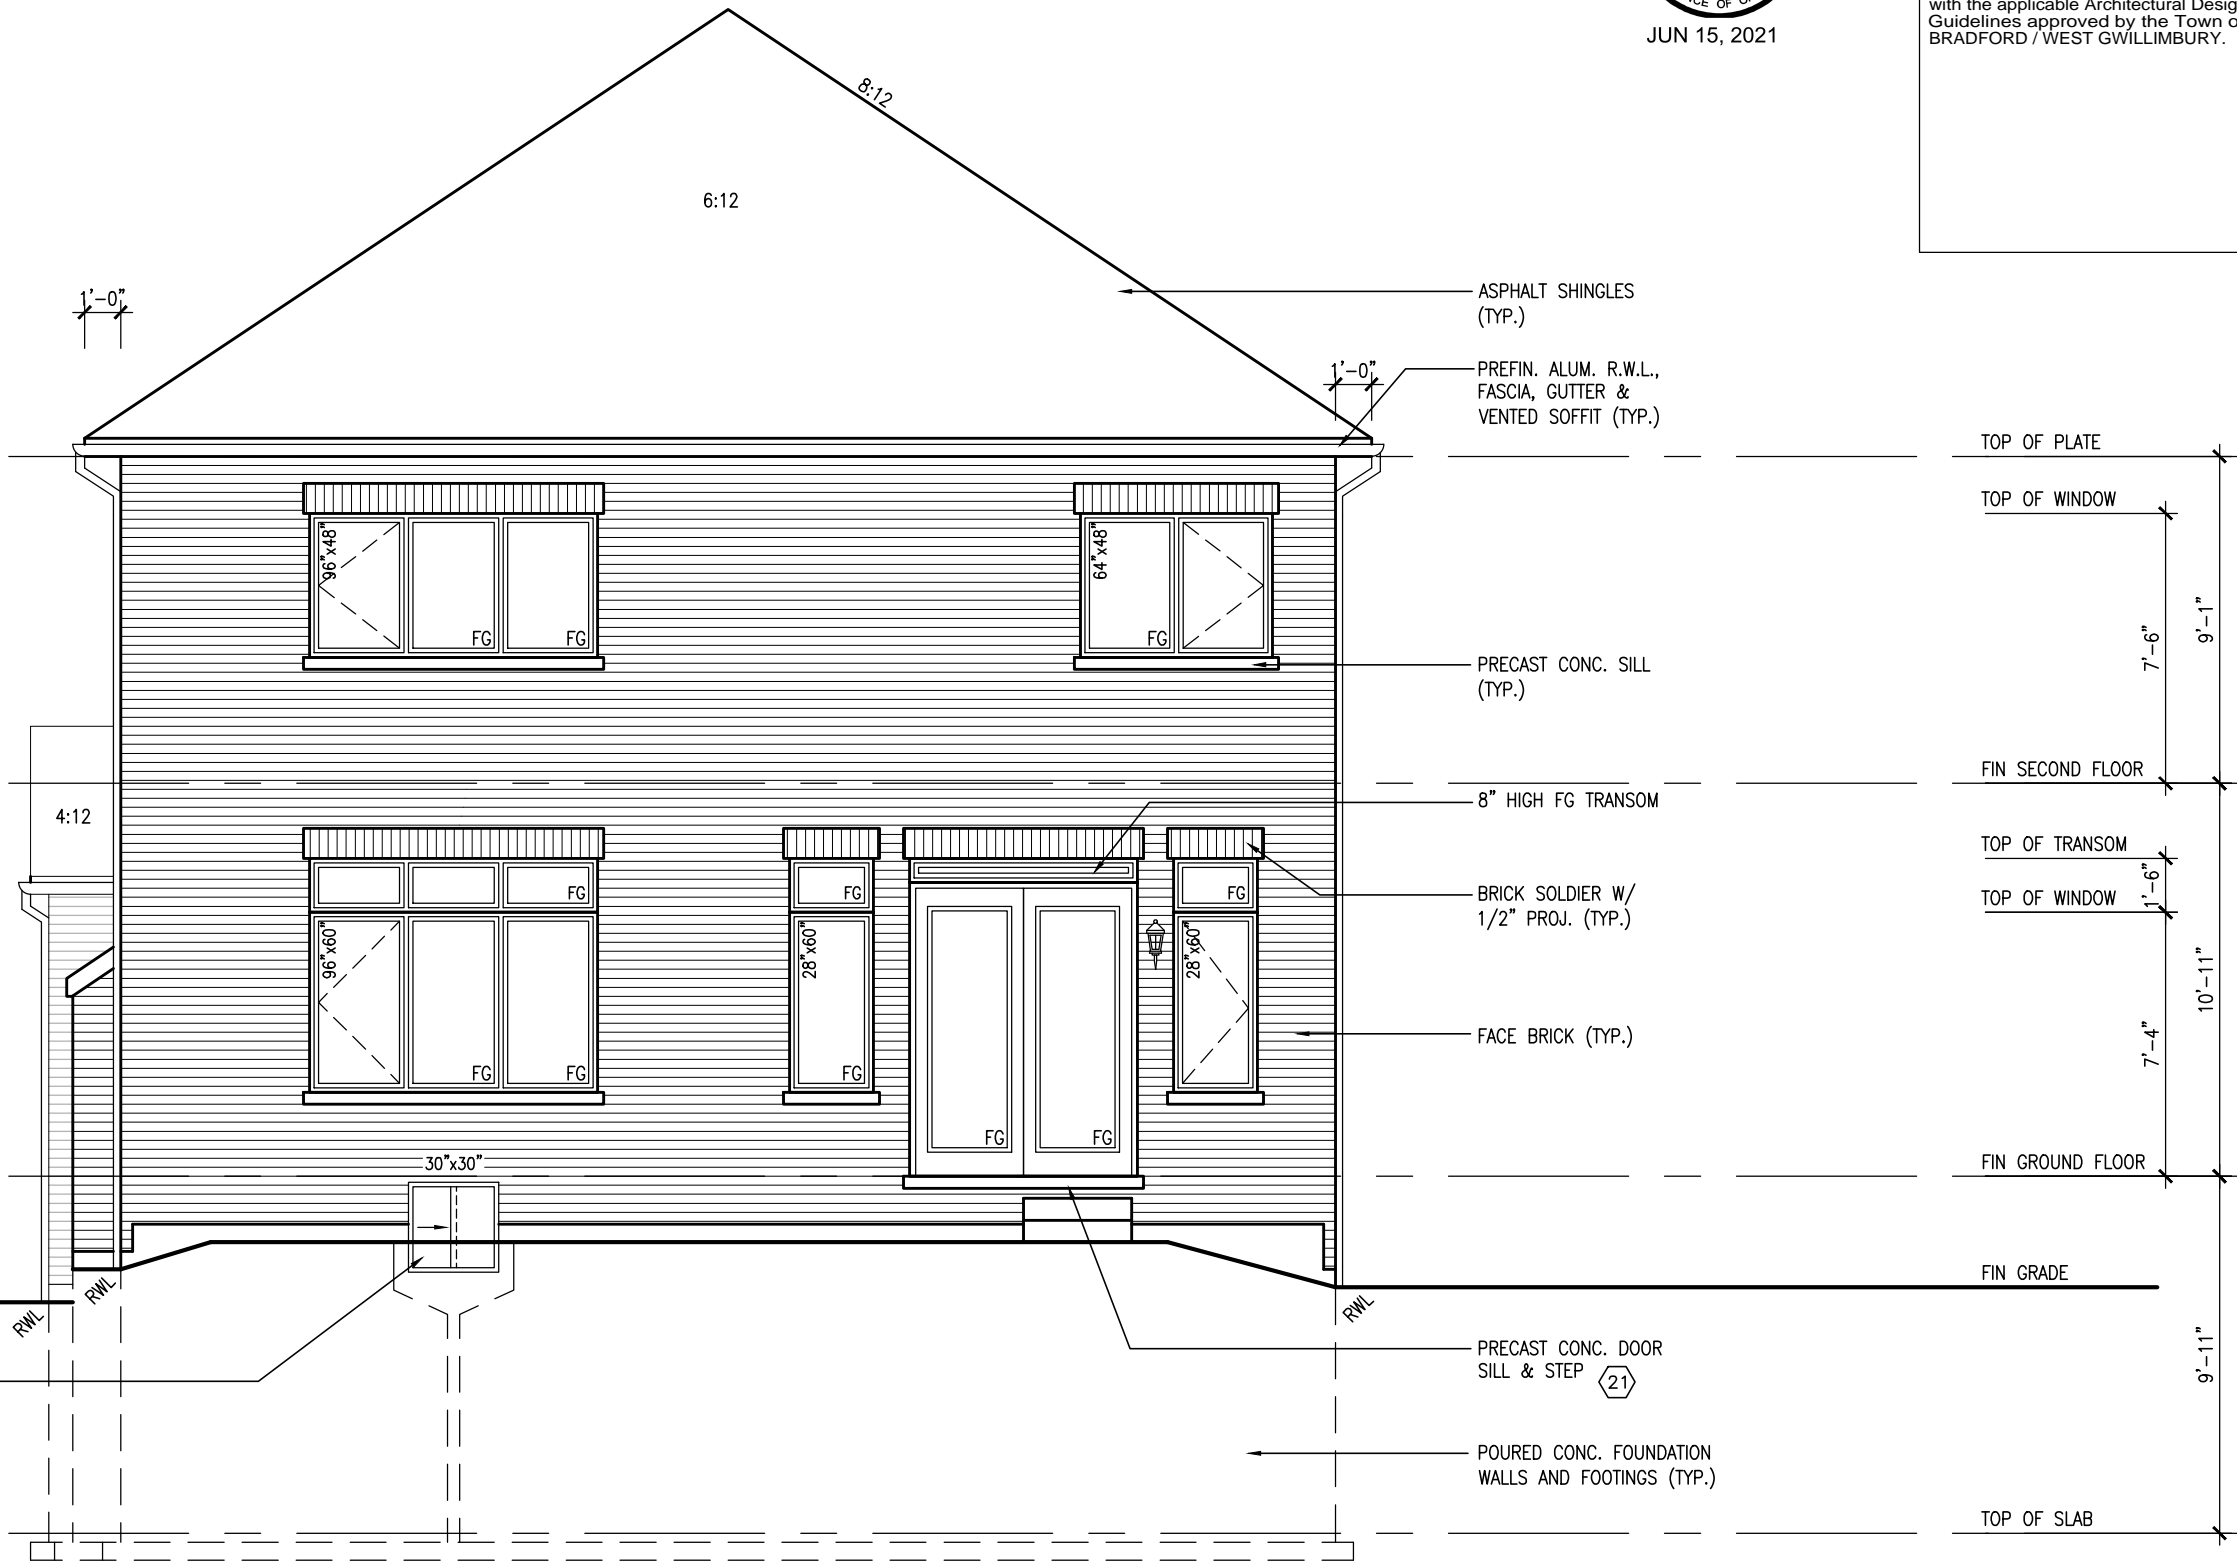 JUN 15, 2021
with the applicable Architectural
Guidelines approved by the Town
BRADFORD / WEST GWILLIMBURY.
8:12
6:12
1'-0"
1'-0"
ASPHALT SHINGLES
(TYP.)
PREFIN. ALUM. R.W.L.,
FASCIA, GUTTER &
VENTED SOFFIT (TYP.)
TOP OF PLATE
TOP OF WINDOW
96"x48"
FG
FG
64"x48"
FG
PRECAST CONC. SILL
(TYP.)
7'-6"
9'-1"
FIN SECOND FLOOR
4:12
8" HIGH FG TRANSOM
TOP OF TRANSOM
1'-6"
TOP OF WINDOW
BRICK SOLDIER W/
1/2" PROJ. (TYP.)
FG
FG
FG
96"x60"
FG
FG
28"x60"
FG
FG
FG
28"x60"
FACE BRICK (TYP.)
7'-4"
10'-11"
30"x30"
FIN GROUND FLOOR
FIN GRADE
RWL
RWL
RWL
PRECAST CONC. DOOR
SILL & STEP 21
9'-11"
POURED CONC. FOUNDATION
WALLS AND FOOTINGS (TYP.)
TOP OF SLAB